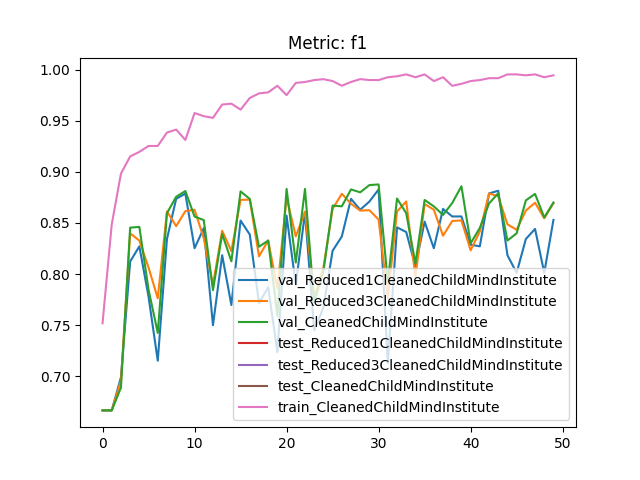 Metric: f1
1.00
0.95
0.90
0.85
0.80
0.75
0.70
val_Reduced1CleanedChildMindInstitute
val_Reduced3CleanedChildMindInstitute
val_CleanedChildMindInstitute
test_Reduced1CleanedChildMindInstitute
test_Reduced3CleanedChildMindInstitute
test_CleanedChildMindInstitute
train_CleanedChildMindInstitute
0 10 20 30 40 50